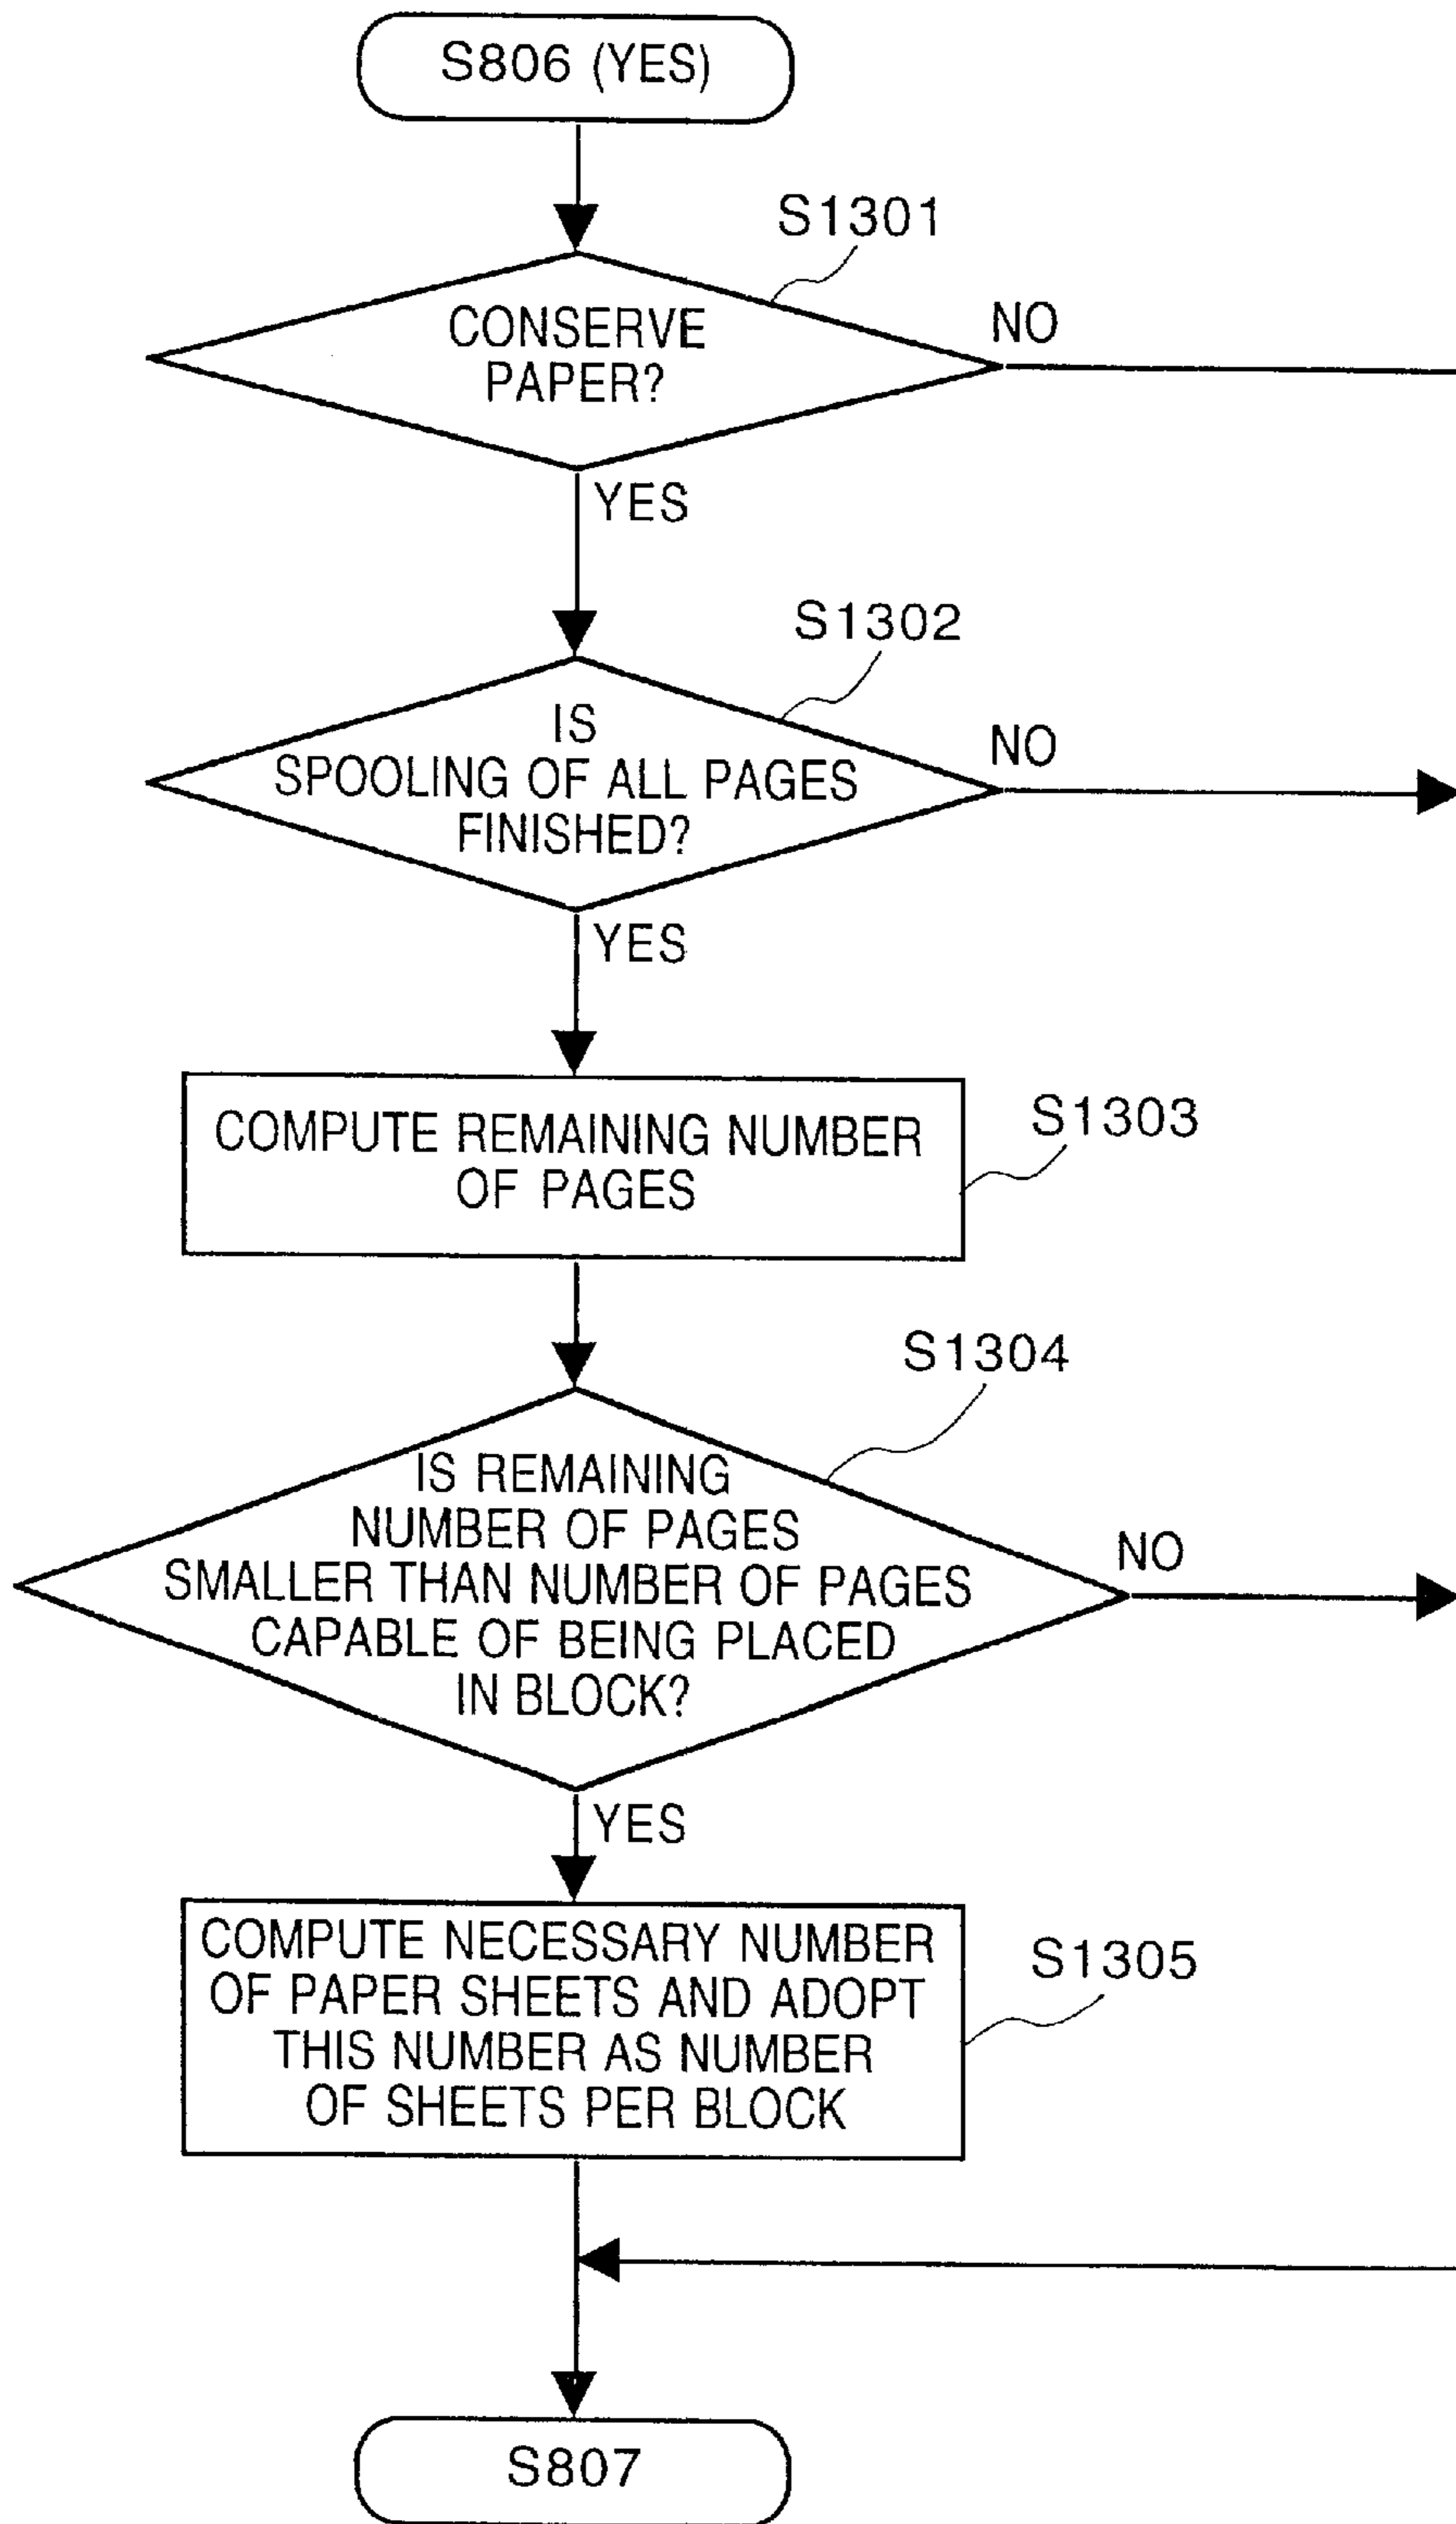 S806 (YES)
S1301
CONSERVE
PAPER?
NO
YES
S1302
IS
SPOOLING OF ALL PAGES
FINISHED?
NO
YES
COMPUTE REMAINING NUMBER
OF PAGES
S1303
S1304
IS REMAINING
NUMBER OF PAGES
SMALLER THAN NUMBER OF PAGES
CAPABLE OF BEING PLACED
IN BLOCK?
NO
YES
COMPUTE NECESSARY NUMBER
OF PAPER SHEETS AND ADOPT
THIS NUMBER AS NUMBER
OF SHEETS PER BLOCK
S1305
S807